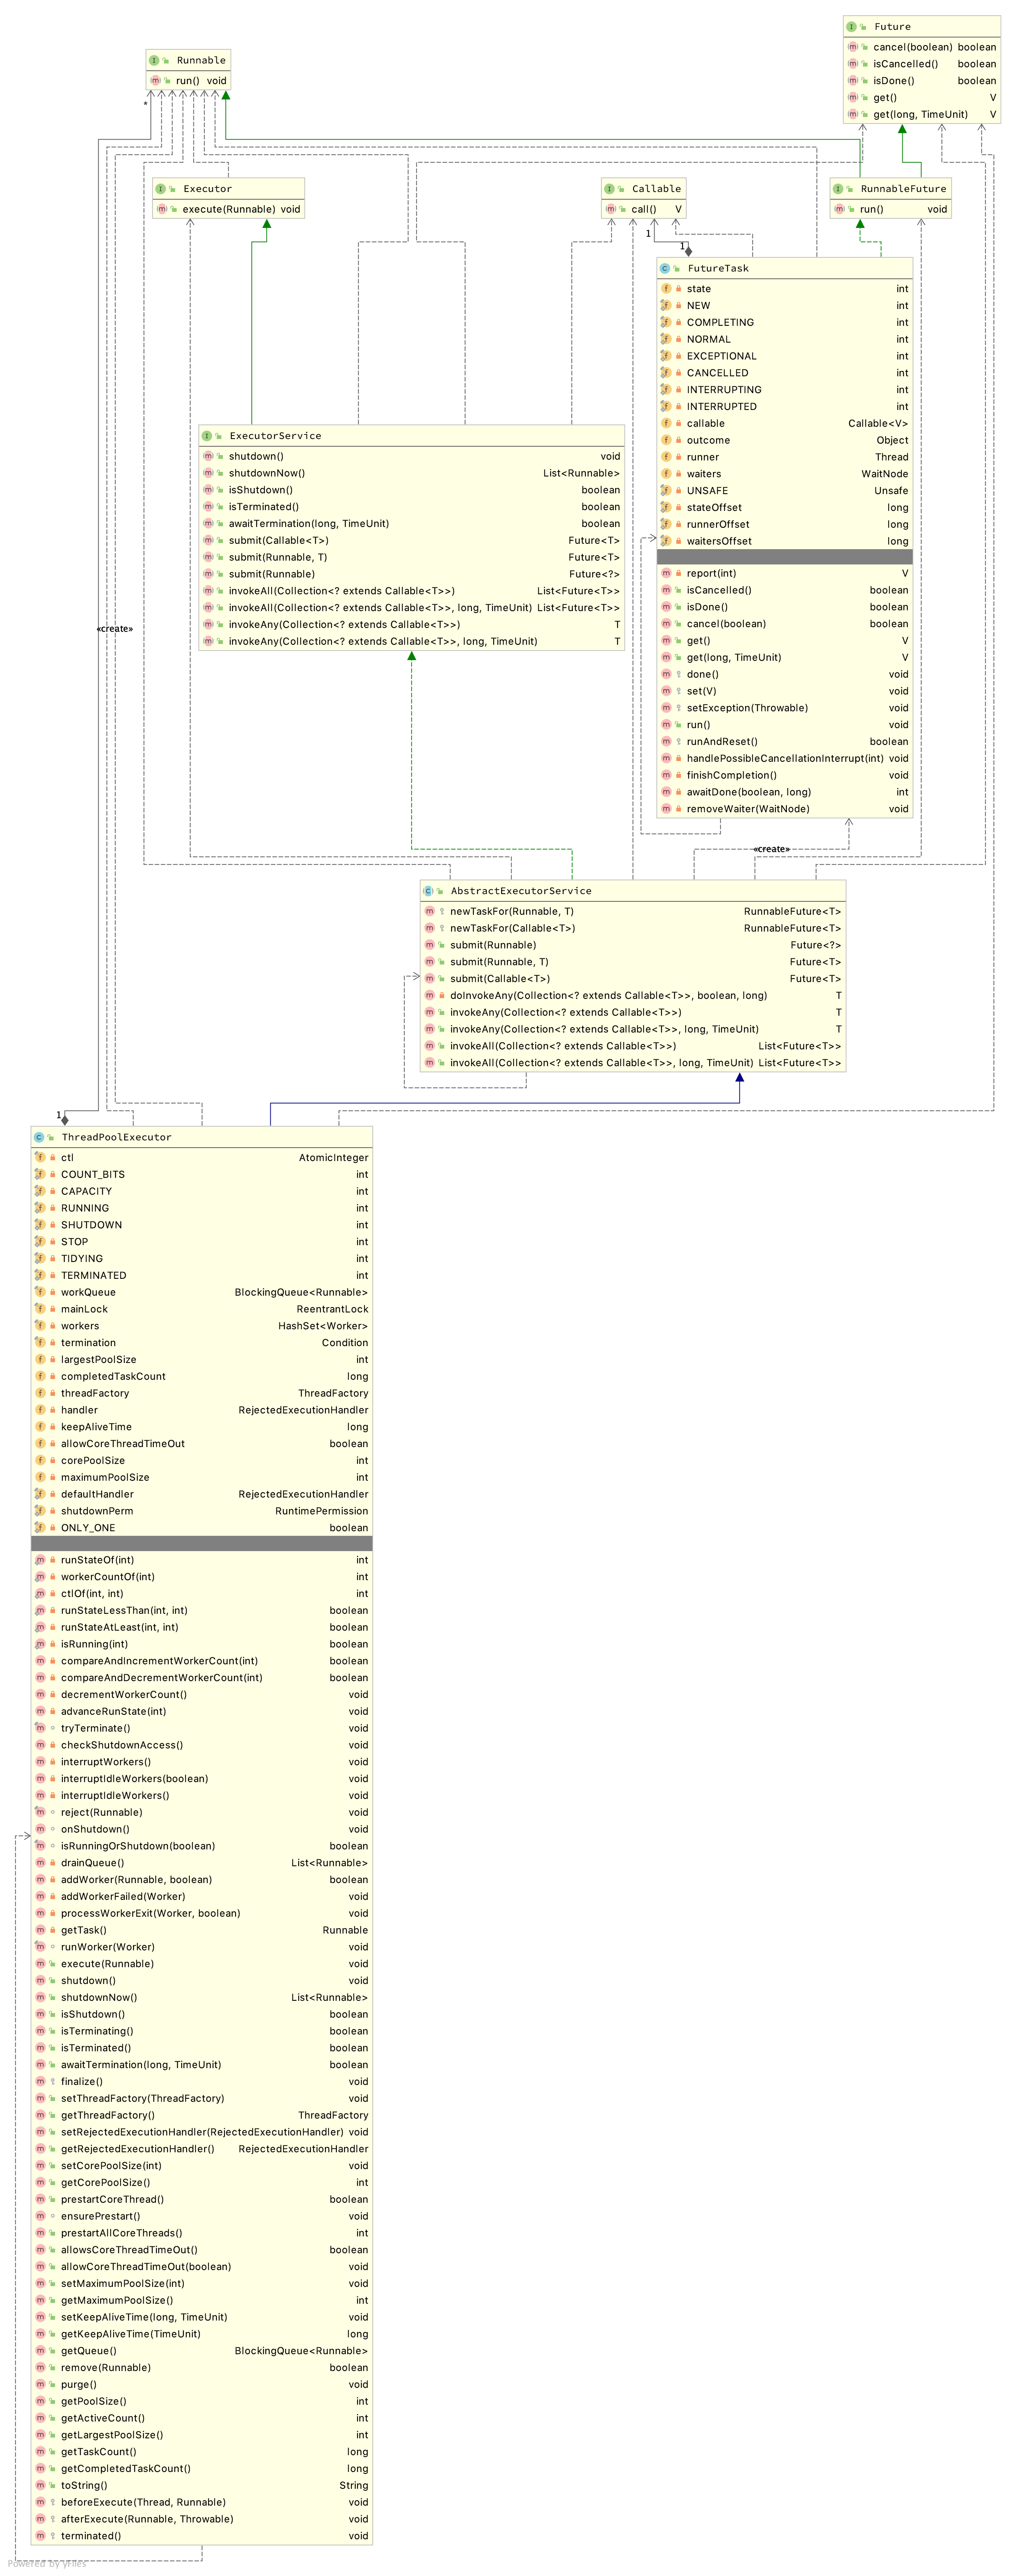 Future
cancel(boolean) boolean
isCancelled() boolean
isDone() boolean
get() V
get(long, TimeUnit) V
Runnable
run() void
*
Executor
execute(Runnable) void
Callable
call() V
RunnableFuture
run() void
1
1
FutureTask
state int
NEW int
COMPLETING int
NORMAL int
EXCEPTIONAL int
CANCELLED int
INTERRUPTING int
INTERRUPTED int
callable Callable<V>
outcome Object
runner Thread
waiters WaitNode
UNSAFE Unsafe
stateOffset long
runnerOffset long
waitersOffset long
report(int) V
isCancelled() boolean
isDone() boolean
cancel(boolean) boolean
get() V
get(long, TimeUnit) V
done() void
set(V) void
setException(Throwable) void
run() void
runAndReset() boolean
handlePossibleCancellationInterrupt(int) void
finishCompletion() void
awaitDone(boolean, long) int
removeWaiter(WaitNode) void
ExecutorService
shutdown() void
shutdownNow() List<Runnable>
isShutdown() boolean
isTerminated() boolean
awaitTermination(long, TimeUnit) boolean
submit(Callable<T>) Future<T>
submit(Runnable, T) Future<T>
submit(Runnable) Future<?>
invokeAll(Collection<? extends Callable<T>>) List<Future<T>>
invokeAll(Collection<? extends Callable<T>>, long, TimeUnit) List<Future<T>>
invokeAny(Collection<? extends Callable<T>>) T
invokeAny(Collection<? extends Callable<T>>, long, TimeUnit) T
«create»
«create»
AbstractExecutorService
newTaskFor(Runnable, T) RunnableFuture<T>
newTaskFor(Callable<T>) RunnableFuture<T>
submit(Runnable) Future<?>
submit(Runnable, T) Future<T>
submit(Callable<T>) Future<T>
doInvokeAny(Collection<? extends Callable<T>>, boolean, long) T
invokeAny(Collection<? extends Callable<T>>) T
invokeAny(Collection<? extends Callable<T>>, long, TimeUnit) T
invokeAll(Collection<? extends Callable<T>>) List<Future<T>>
invokeAll(Collection<? extends Callable<T>>, long, TimeUnit) List<Future<T>>
1
ThreadPoolExecutor
ctl AtomicInteger
COUNT_BITS int
CAPACITY int
RUNNING int
SHUTDOWN int
STOP int
TIDYING int
TERMINATED int
workQueue BlockingQueue<Runnable>
mainLock ReentrantLock
workers HashSet<Worker>
termination Condition
largestPoolSize int
completedTaskCount long
threadFactory ThreadFactory
handler RejectedExecutionHandler
keepAliveTime long
allowCoreThreadTimeOut boolean
corePoolSize int
maximumPoolSize int
defaultHandler RejectedExecutionHandler
shutdownPerm RuntimePermission
ONLY_ONE boolean
runStateOf(int) int
workerCountOf(int) int
ctlOf(int, int) int
runStateLessThan(int, int) boolean
runStateAtLeast(int, int) boolean
isRunning(int) boolean
compareAndIncrementWorkerCount(int) boolean
compareAndDecrementWorkerCount(int) boolean
decrementWorkerCount() void
advanceRunState(int) void
tryTerminate() void
checkShutdownAccess() void
interruptWorkers() void
interruptIdleWorkers(boolean) void
interruptIdleWorkers() void
reject(Runnable) void
onShutdown() void
isRunningOrShutdown(boolean) boolean
drainQueue() List<Runnable>
addWorker(Runnable, boolean) boolean
addWorkerFailed(Worker) void
processWorkerExit(Worker, boolean) void
getTask() Runnable
runWorker(Worker) void
execute(Runnable) void
shutdown() void
shutdownNow() List<Runnable>
isShutdown() boolean
isTerminating() boolean
isTerminated() boolean
awaitTermination(long, TimeUnit) boolean
finalize() void
setThreadFactory(ThreadFactory) void
getThreadFactory() ThreadFactory
setRejectedExecutionHandler(RejectedExecutionHandler) void
getRejectedExecutionHandler() RejectedExecutionHandler
setCorePoolSize(int) void
getCorePoolSize() int
prestartCoreThread() boolean
ensurePrestart() void
prestartAllCoreThreads() int
allowsCoreThreadTimeOut() boolean
allowCoreThreadTimeOut(boolean) void
setMaximumPoolSize(int) void
getMaximumPoolSize() int
setKeepAliveTime(long, TimeUnit) void
getKeepAliveTime(TimeUnit) long
getQueue() BlockingQueue<Runnable>
remove(Runnable) boolean
purge() void
getPoolSize() int
getActiveCount() int
getLargestPoolSize() int
getTaskCount() long
getCompletedTaskCount() long
toString() String
beforeExecute(Thread, Runnable) void
afterExecute(Runnable, Throwable) void
terminated() void
Powered by yFiles